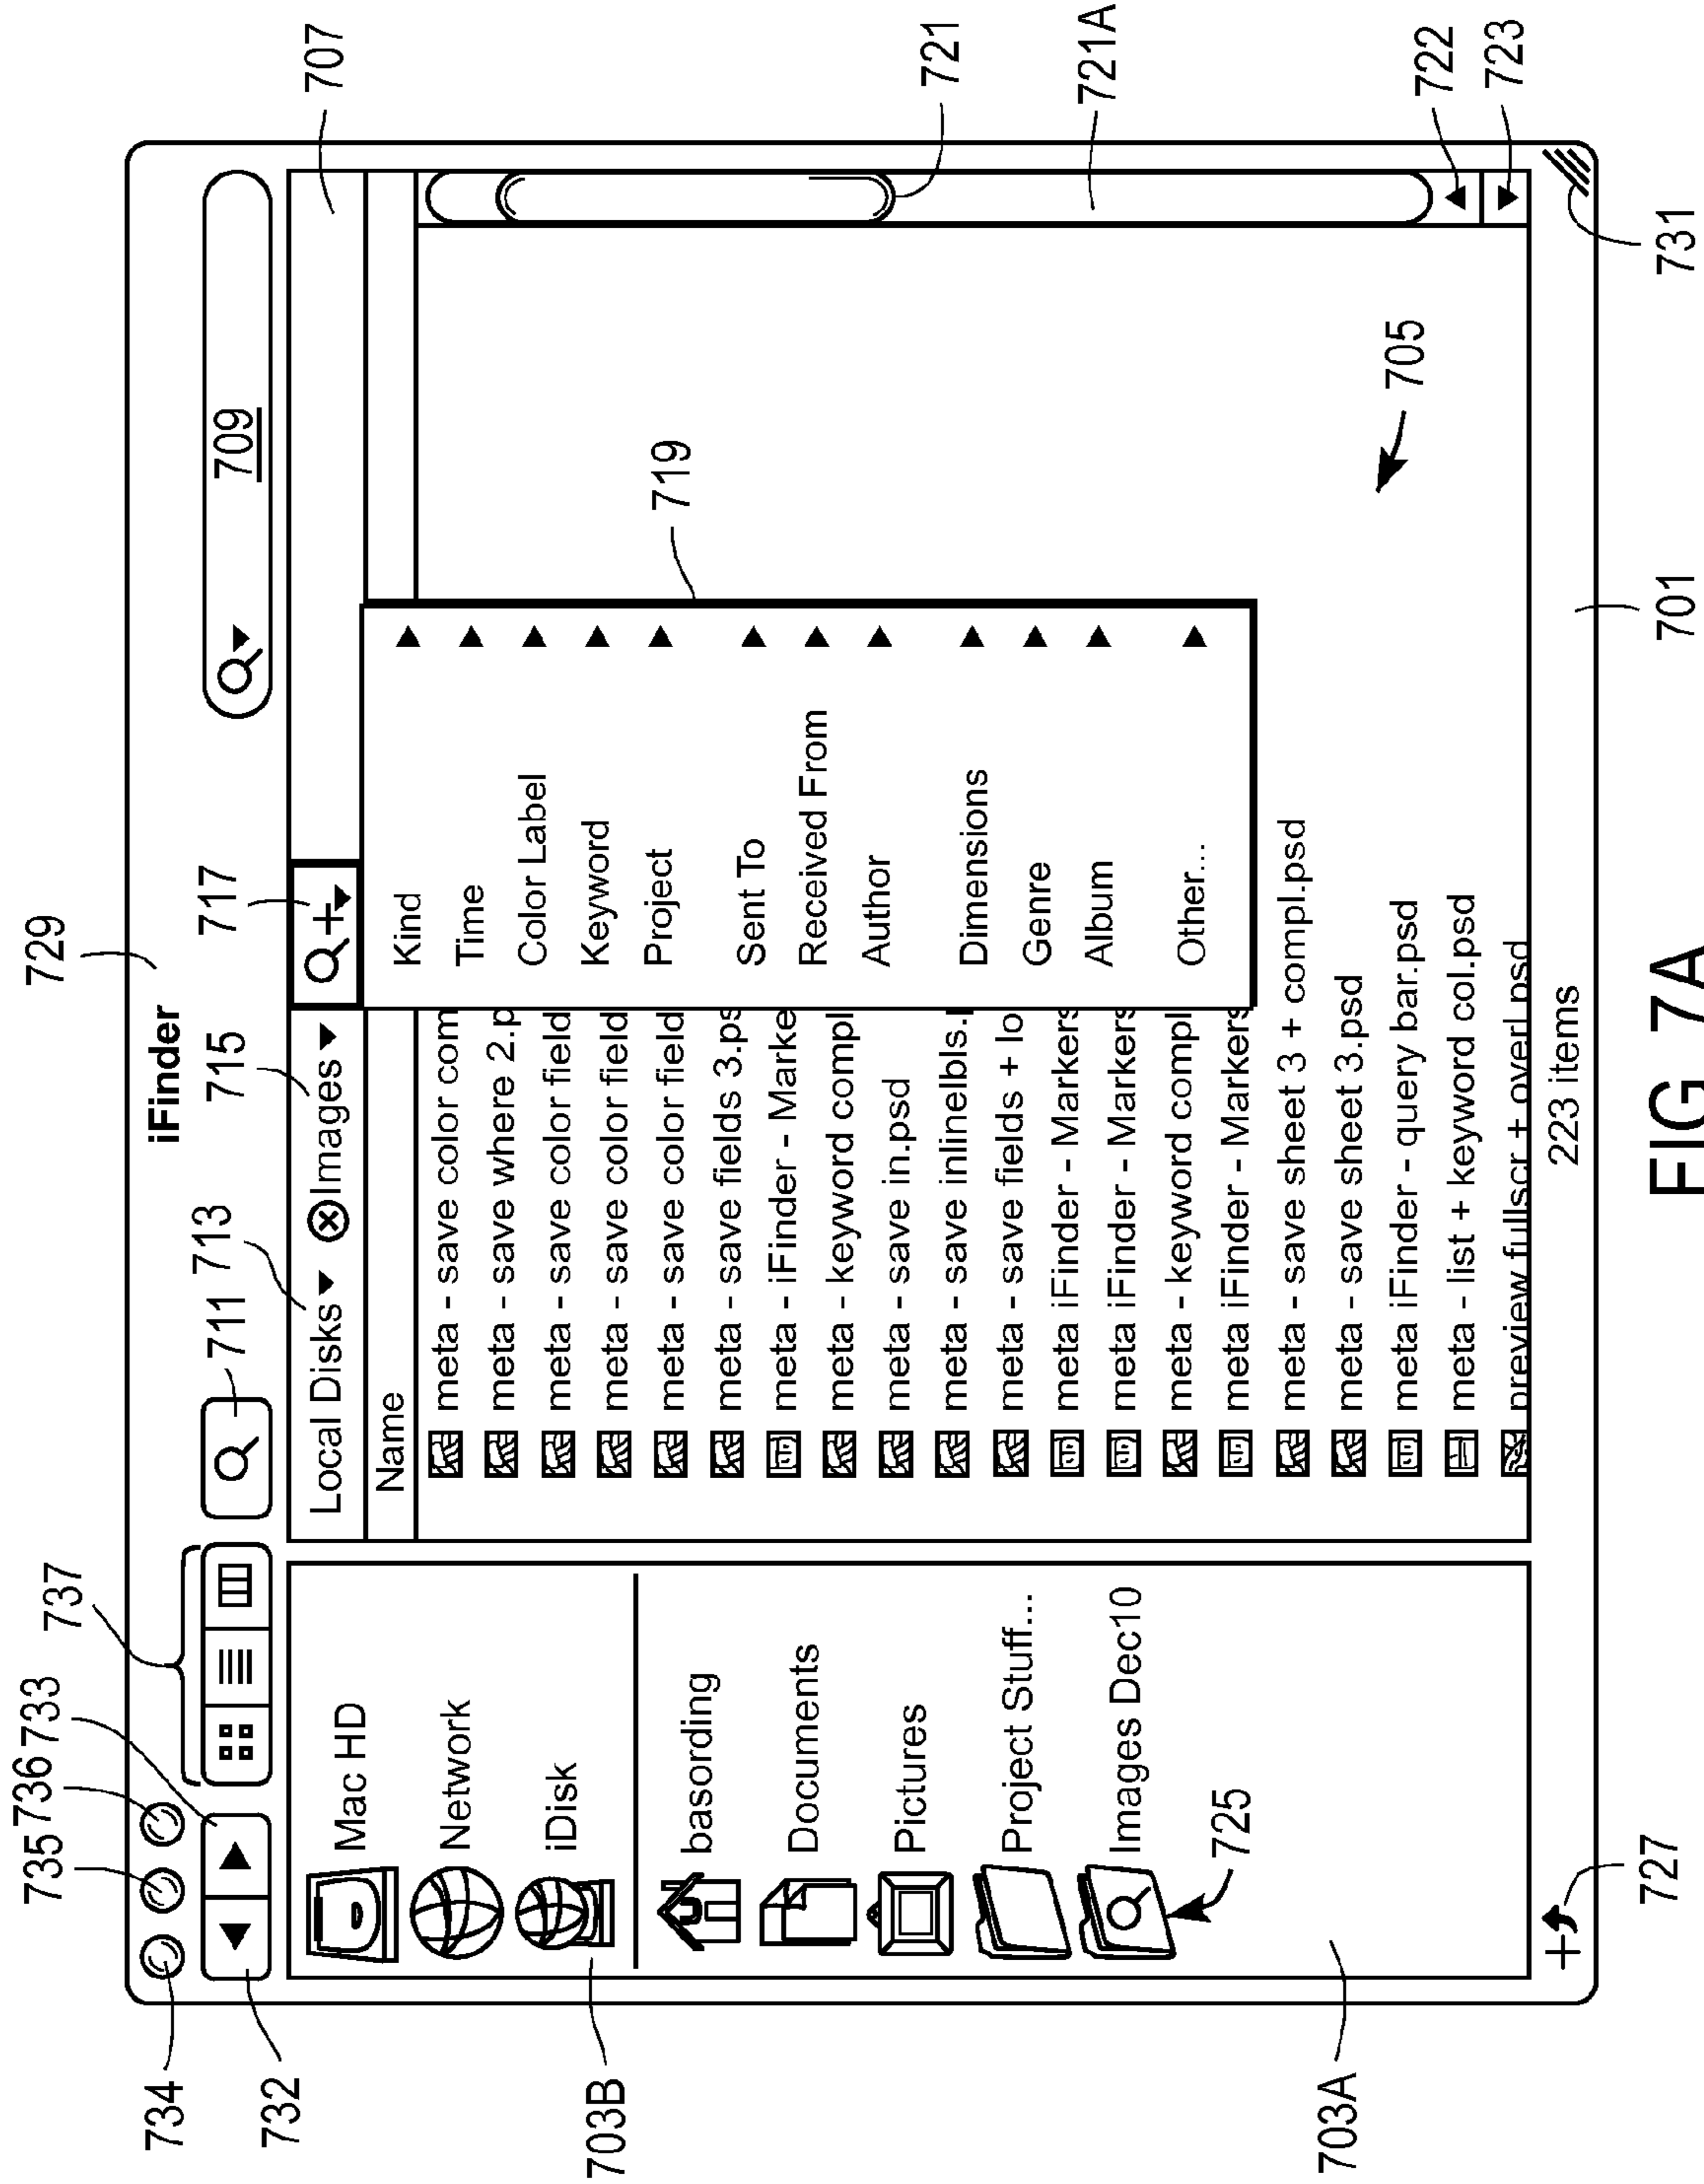 729
iFinder
734
735
736
733
737
711
713
715
717
709
707
732
Local Disks
Images
Name
Mac HD
Network
iDisk
703B
basording
Documents
Pictures
Project Stuff...
Images Dec10
725
703A
727
meta - save color com
meta - save where 2.p
meta - save color field
meta - save color field
meta - save color field
meta - save fields 3.ps
meta - iFinder - Marke
meta - keyword compl
meta - save in.psd
meta - save inlinelbls.
meta - save fields + lo
meta iFinder - Markers
meta iFinder - Markers
meta - keyword compl
meta iFinder - Markers
meta - save sheet 3 + compl.psd
meta - save sheet 3.psd
meta iFinder - query bar.psd
meta - list + keyword col.psd
preview fullscr + overl.psd
Kind
Time
Color Label
Keyword
Project
Sent To
Received From
Author
Dimensions
Genre
Album
Other...
719
721
721A
705
722
723
223 items
701
731
FIG 7A